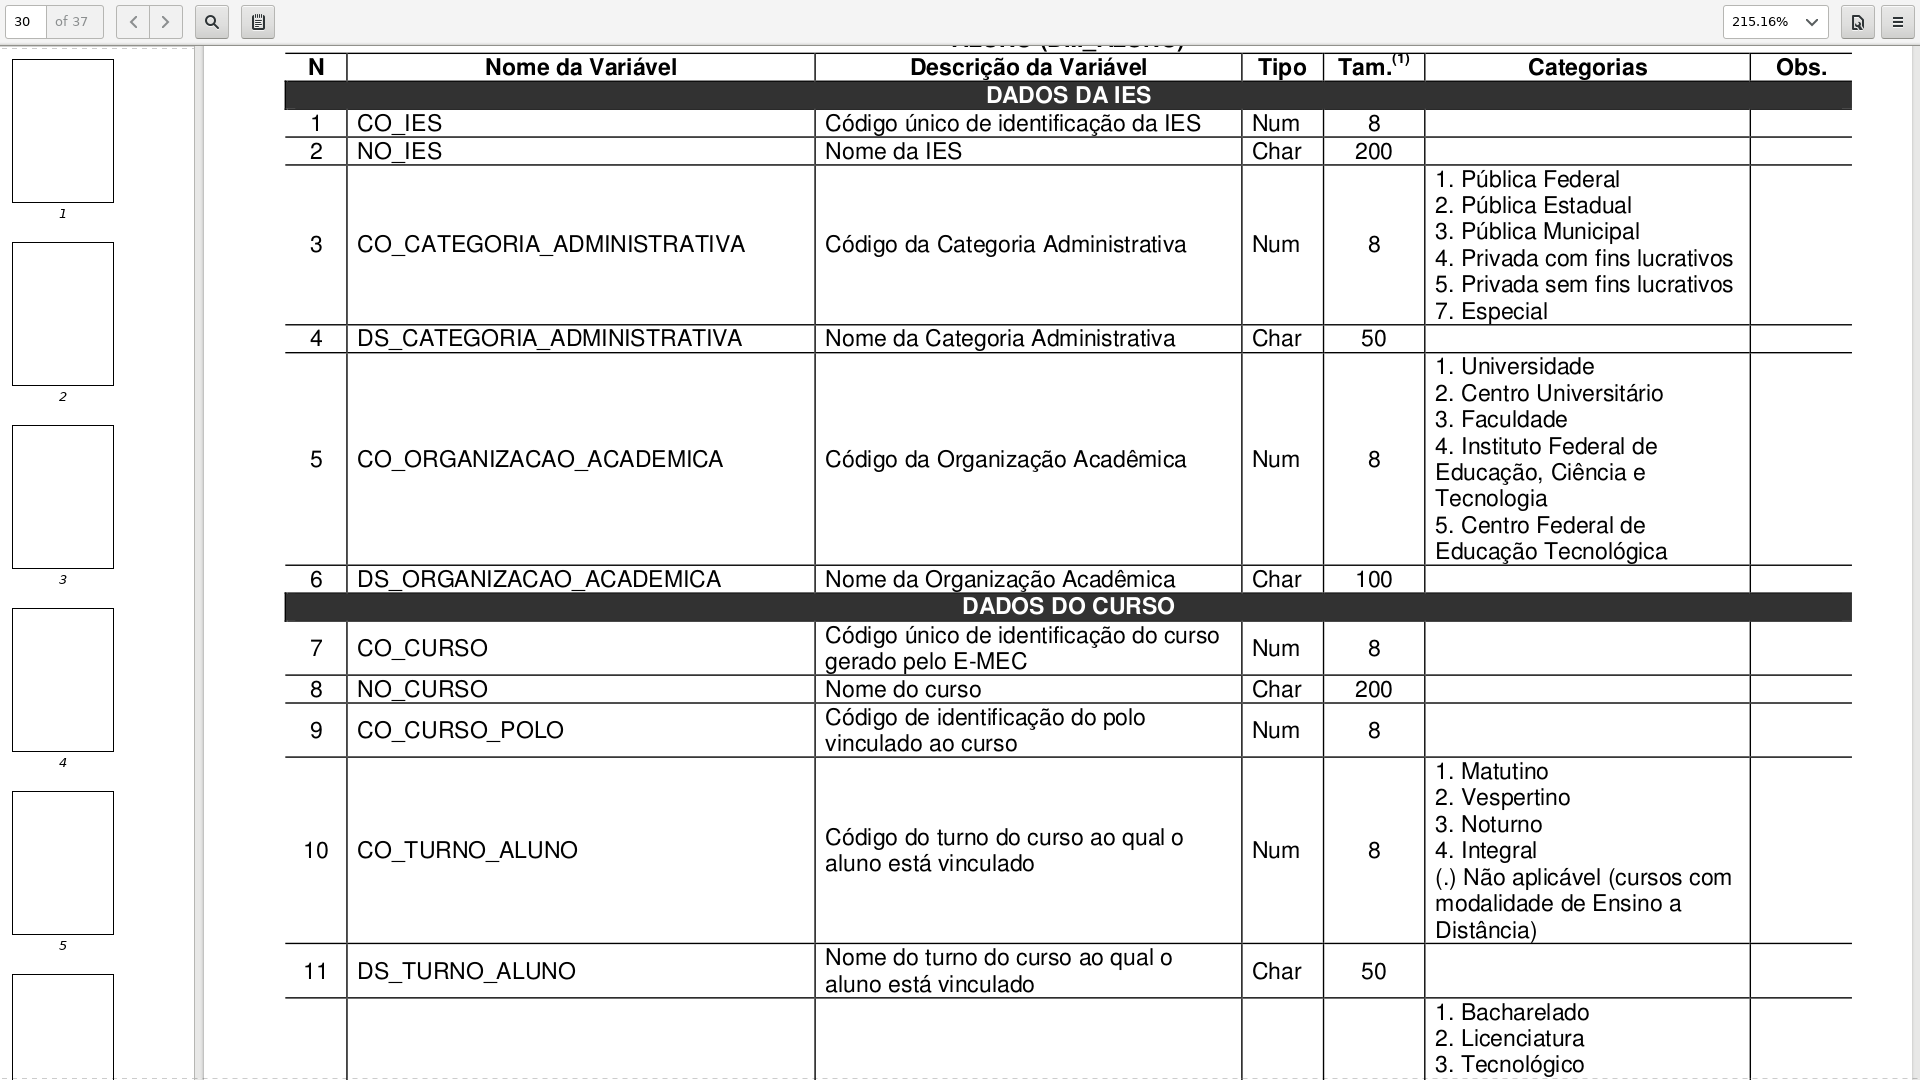 30 of 37
215.16%
N Nome da Variável Descrição da Variável Tipo Tam.(1) Categorias Obs.
DADOS DA IES
1 CO_IES Código único de identificação da IES Num 8
2 NO_IES Nome da IES Char 200
3 CO_CATEGORIA_ADMINISTRATIVA Código da Categoria Administrativa Num 8
1. Pública Federal
2. Pública Estadual
3. Pública Municipal
4. Privada com fins lucrativos
5. Privada sem fins lucrativos
7. Especial
4 DS_CATEGORIA_ADMINISTRATIVA Nome da Categoria Administrativa Char 50
5 CO_ORGANIZACAO_ACADEMICA Código da Organização Acadêmica Num 8
1. Universidade
2. Centro Universitário
3. Faculdade
4. Instituto Federal de
Educação, Ciência e
Tecnologia
5. Centro Federal de
Educação Tecnológica
6 DS_ORGANIZACAO_ACADEMICA Nome da Organização Acadêmica Char 100
DADOS DO CURSO
7 CO_CURSO Código único de identificação do curso
gerado pelo E-MEC Num 8
8 NO_CURSO Nome do curso Char 200
9 CO_CURSO_POLO Código de identificação do polo
vinculado ao curso Num 8
10 CO_TURNO_ALUNO Código do turno do curso ao qual o
aluno está vinculado Num 8
1. Matutino
2. Vespertino
3. Noturno
4. Integral
(.) Não aplicável (cursos com
modalidade de Ensino a
Distância)
11 DS_TURNO_ALUNO Nome do turno do curso ao qual o
aluno está vinculado Char 50
1. Bacharelado
2. Licenciatura
3. Tecnológico
1
2
3
4
5